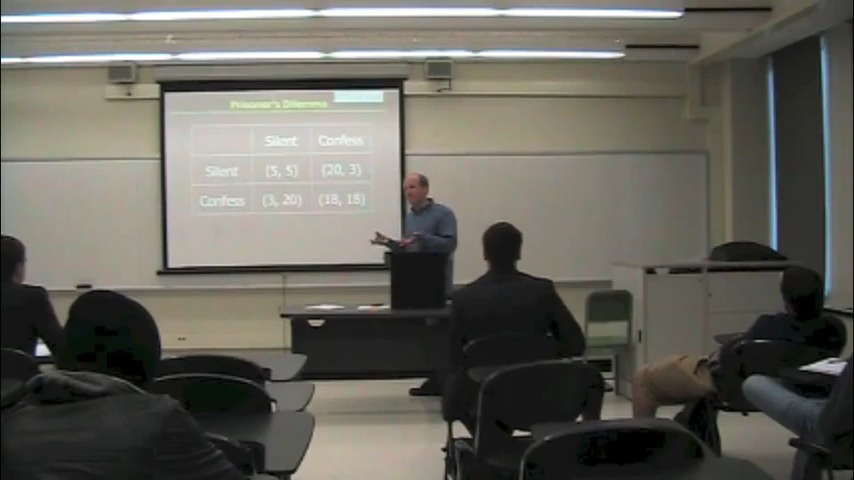 Prisoner's Dilemma
Silent Confess
Silent (5, 5) (20, 3)
Confess (3, 20) (18, 18)